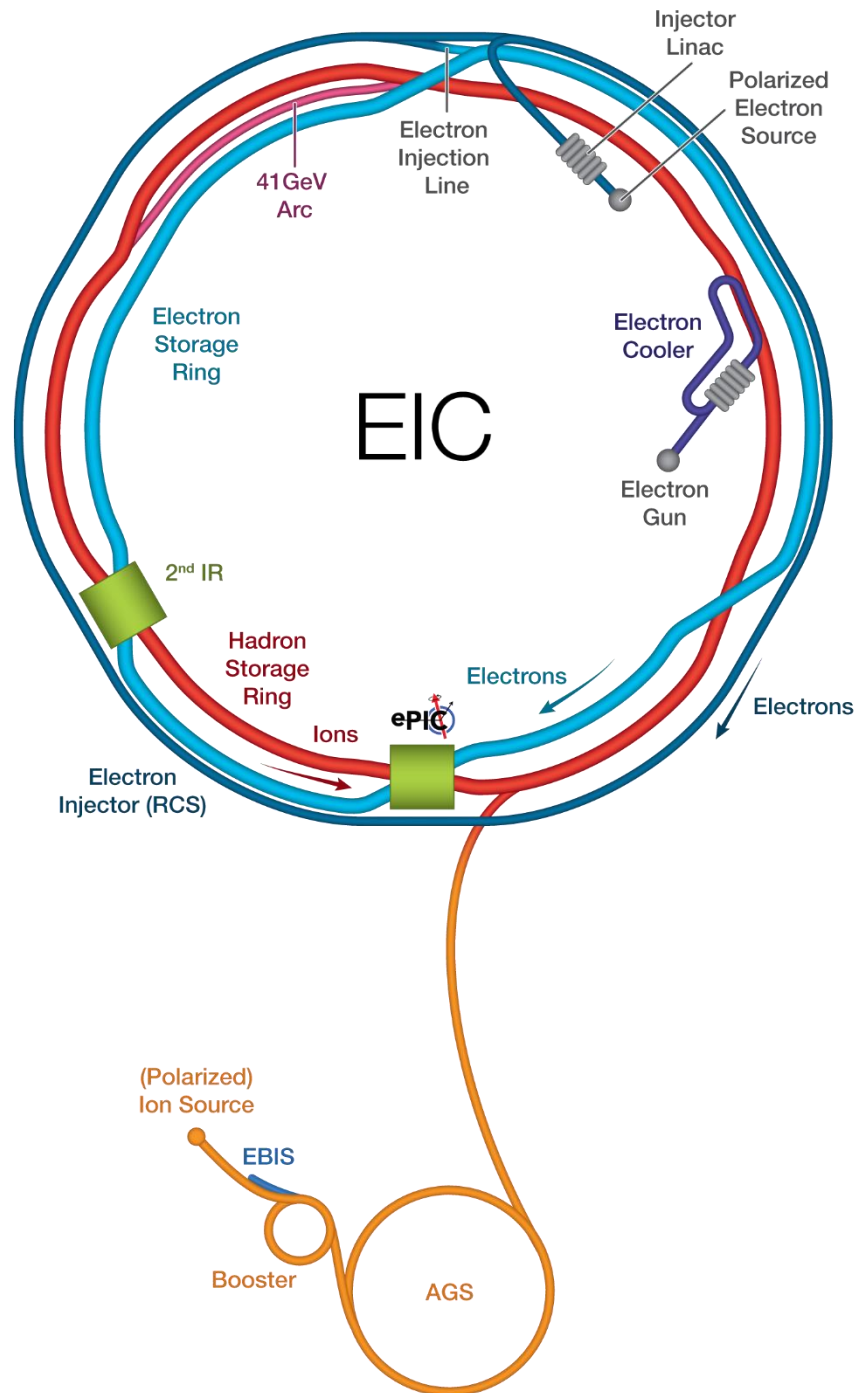 Injector
Linac
Polarized
Electron
Source
Electron
Injection
Line
41GeV
Arc
Electron
Storage
Ring
Electron
Cooler
EIC
Electron
Gun
2nd IR
Hadron
Storage
Ring
Electrons
ePIC
Electrons
Ions
Electron
Injector (RCS)
(Polarized)
Ion Source
EBIS
Booster
AGS